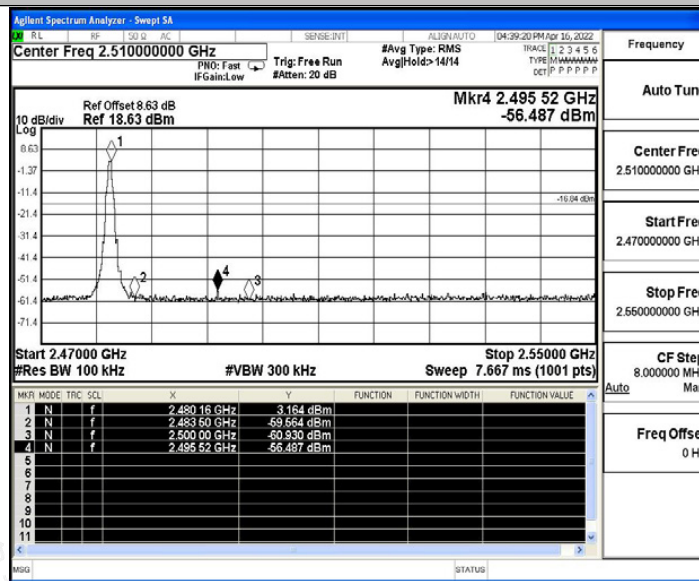 Agilent Spectrum Analyzer - Swept SA
RL RF 50 Ω AC SENSE:INT ALIGNAUTO 04:39:20 PM Apr 16, 2022
Center Freq 2.510000000 GHz
PNO: Fast
IFGain:Low
Trig: Free Run
#Atten: 20 dB
#Avg Type: RMS
Avg|Hold:> 14/14
TRACE 1 2 3 4 5 6
TYPE
DET P P P P P P
Frequency
Auto Tun
Center Fre
2.510000000 GH
Start Fre
2.470000000 GH
Stop Fre
2.550000000 GH
CF Step
8.000000 MH
Auto Ma
Freq Offse
0 H
Mkr4 2.495 52 GHz
-56.487 dBm
Ref Offset 8.63 dB
10 dB/div Ref 18.63 dBm
Log
8.63
-1.37
-11.4
-21.4
-31.4
-41.4
-51.4
-61.4
-71.4
1
2
4
3
-16.84 dBm
Start 2.47000 GHz Stop 2.55000 GHz
#Res BW 100 kHz #VBW 300 kHz Sweep 7.667 ms (1001 pts)
MKR MODE TRC SCL X Y FUNCTION FUNCTION WIDTH FUNCTION VALUE
1 N f 2.480 16 GHz 3.164 dBm
2 N f 2.483 50 GHz -59.564 dBm
3 N f 2.500 00 GHz -60.930 dBm
4 N f 2.495 52 GHz -56.487 dBm
5
6
7
8
9
10
11
MSG STATUS